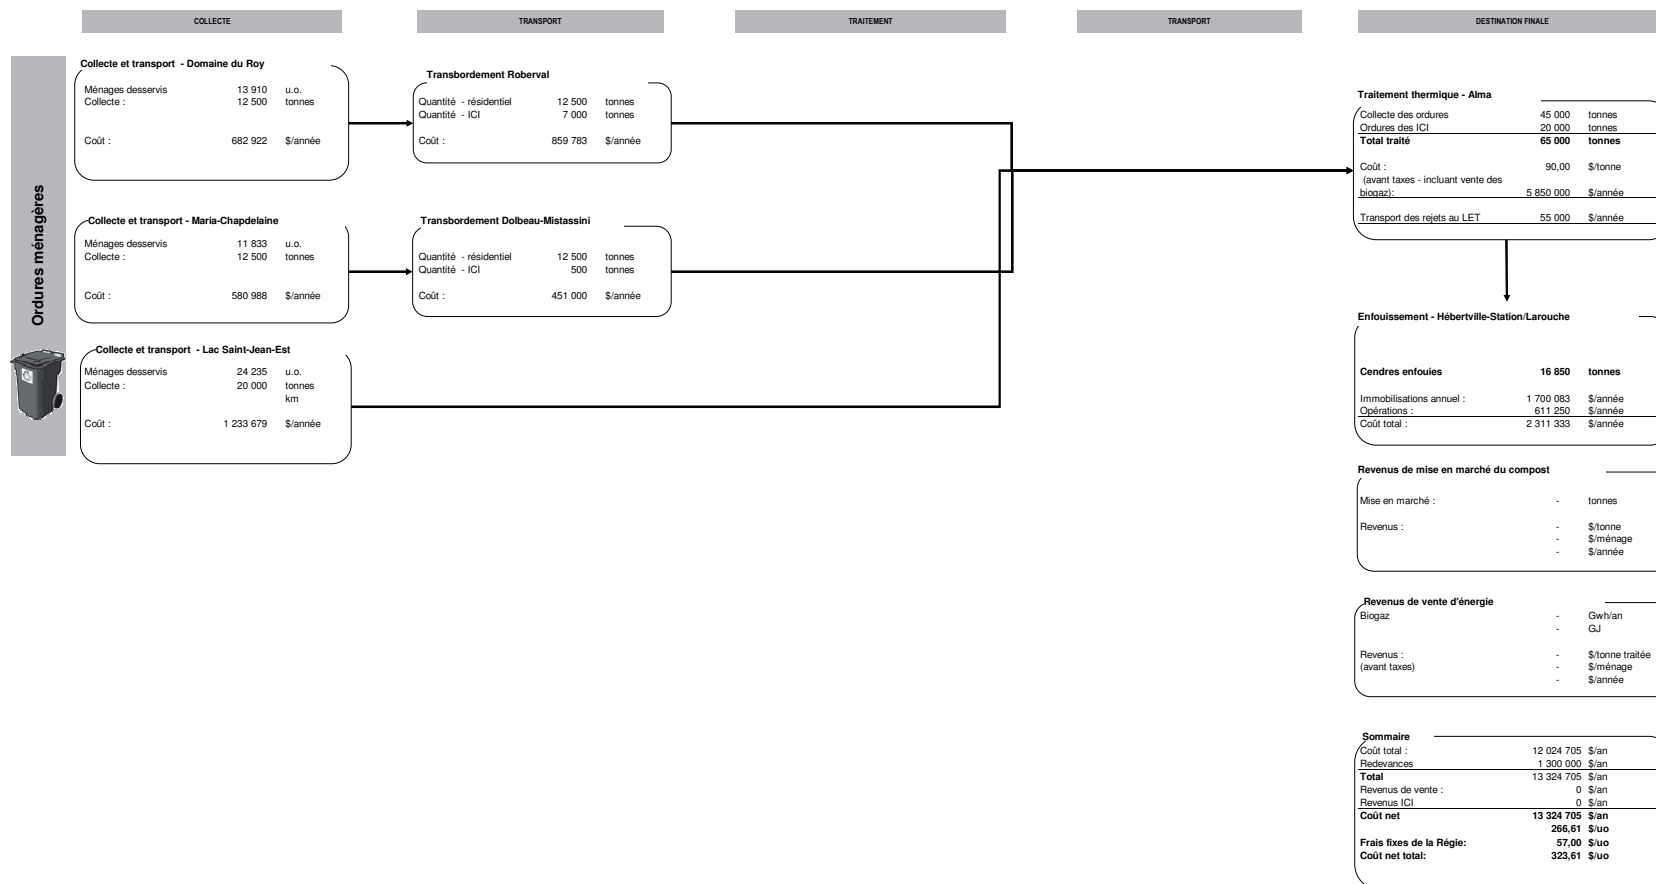 COLLECTE
TRANSPORT
TRAITEMENT
TRANSPORT
DESTINATION FINALE
Ordures ménagères
Collecte et transport - Domaine du Roy
Ménages desservis 13 910 u.o.
Collecte : 12 500 tonnes
Coût : 682 922 $/année
Transbordement Roberval
Quantité - résidentiel 12 500 tonnes
Quantité - ICI 7 000 tonnes
Coût : 859 783 $/année
Collecte et transport - Maria-Chapdelaine
Ménages desservis 11 833 u.o.
Collecte : 12 500 tonnes
Coût : 580 988 $/année
Transbordement Dolbeau-Mistassini
Quantité - résidentiel 12 500 tonnes
Quantité - ICI 500 tonnes
Coût : 451 000 $/année
Collecte et transport - Lac Saint-Jean-Est
Ménages desservis 24 235 u.o.
Collecte : 20 000 tonnes
km
Coût : 1 233 679 $/année
Traitement thermique - Alma
Collecte des ordures 45 000 tonnes
Ordures des ICI 20 000 tonnes
Total traité 65 000 tonnes
Coût : 90,00 $/tonne
(avant taxes - incluant vente des
biogaz): 5 850 000 $/année
Transport des rejets au LET 55 000 $/année
Enfouissement - Hébertville-Station/Larouche
Cendres enfouies 16 850 tonnes
Immobilisations annuel : 1 700 083 $/année
Opérations : 611 250 $/année
Coût total : 2 311 333 $/année
Revenus de mise en marché du compost
Mise en marché : - tonnes
Revenus : - $/tonne
- $/ménage
- $/année
Revenus de vente d'énergie
Biogaz - Gwh/an
- GJ
Revenus : - $/tonne traitée
(avant taxes) - $/ménage
- $/année
Sommaire
Coût total : 12 024 705 $/an
Redevances 1 300 000 $/an
Total 13 324 705 $/an
Revenus de vente : 0 $/an
Revenus ICI 0 $/an
Coût net 13 324 705 $/an
266,61 $/uo
Frais fixes de la Régie: 57,00 $/uo
Coût net total: 323,61 $/uo